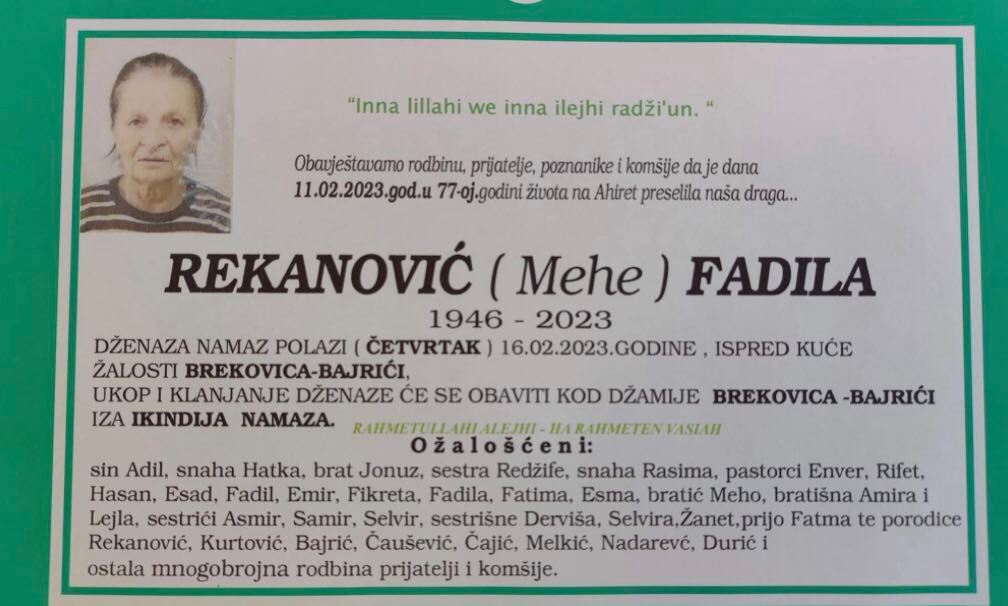 “Inna lillahi we inna ilejhi radži'un. “
Obavještavamo rodbinu, prijatelje, poznanike i komšije da je dana
11.02.2023.god.u 77-oj.godini života na Ahiret preselila naša draga...
REKANOVIĆ ( Mehe ) FADILA
1946 - 2023
DŽENAZA NAMAZ POLAZI ( ČETVRTAK ) 16.02.2023.GODINE , ISPRED KUĆE
ŽALOSTI BREKOVICA-BAJRIĆI,
UKOP I KLANJANJE DŽENAZE ĆE SE OBAVITI KOD DŽAMIJE BREKOVICA -BAJRIĆI
IZA IKINDIJA NAMAZA.
RAHMETULLAHI ALEJHI - HA RAHMETEN VASIAH
Ožalošćeni:
sin Adil, snaha Hatka, brat Jonuz, sestra Redžife, snaha Rasima, pastorci Enver, Rifet,
Hasan, Esad, Fadil, Emir, Fikreta, Fadila, Fatima, Esma, bratić Meho, bratišna Amira i
Lejla, sestrići Asmir, Samir, Selvir, sestrišne Derviša, Selvira,Žanet,prijo Fatma te porodice
Rekanović, Kurtović, Bajrić, Čaušević, Čajić, Melkić, Nadarevć, Durić i
ostala mnogobrojna rodbina prijatelji i komšije.